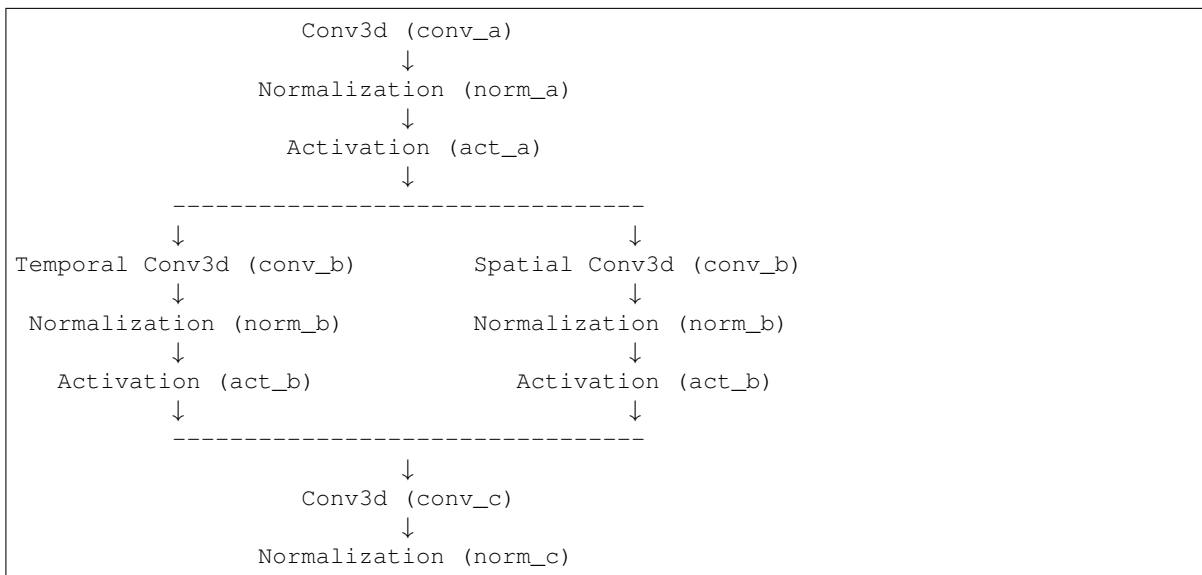 Conv3d (conv_a)
↓
Normalization (norm_a)
↓
Activation (act_a)
↓
---------------------------------
↓ ↓
Temporal Conv3d (conv_b) Spatial Conv3d (conv_b)
↓ ↓
Normalization (norm_b) Normalization (norm_b)
↓ ↓
Activation (act_b) Activation (act_b)
↓ ↓
---------------------------------
↓
Conv3d (conv_c)
↓
Normalization (norm_c)